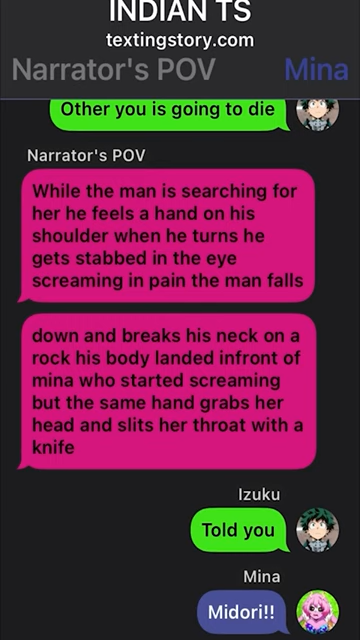 INDIAN TS
textingstory.com
Narrator's POV
Mina
Other you is going to die
Narrator's POV
While the man is searching for
her he feels a hand on his
shoulder when he turns he
gets stabbed in the eye
screaming in pain the man falls
down and breaks his neck on a
rock his body landed infront of
mina who started screaming
but the same hand grabs her
head and slits her throat with a
knife
Izuku
Told you
Mina
Midori!!